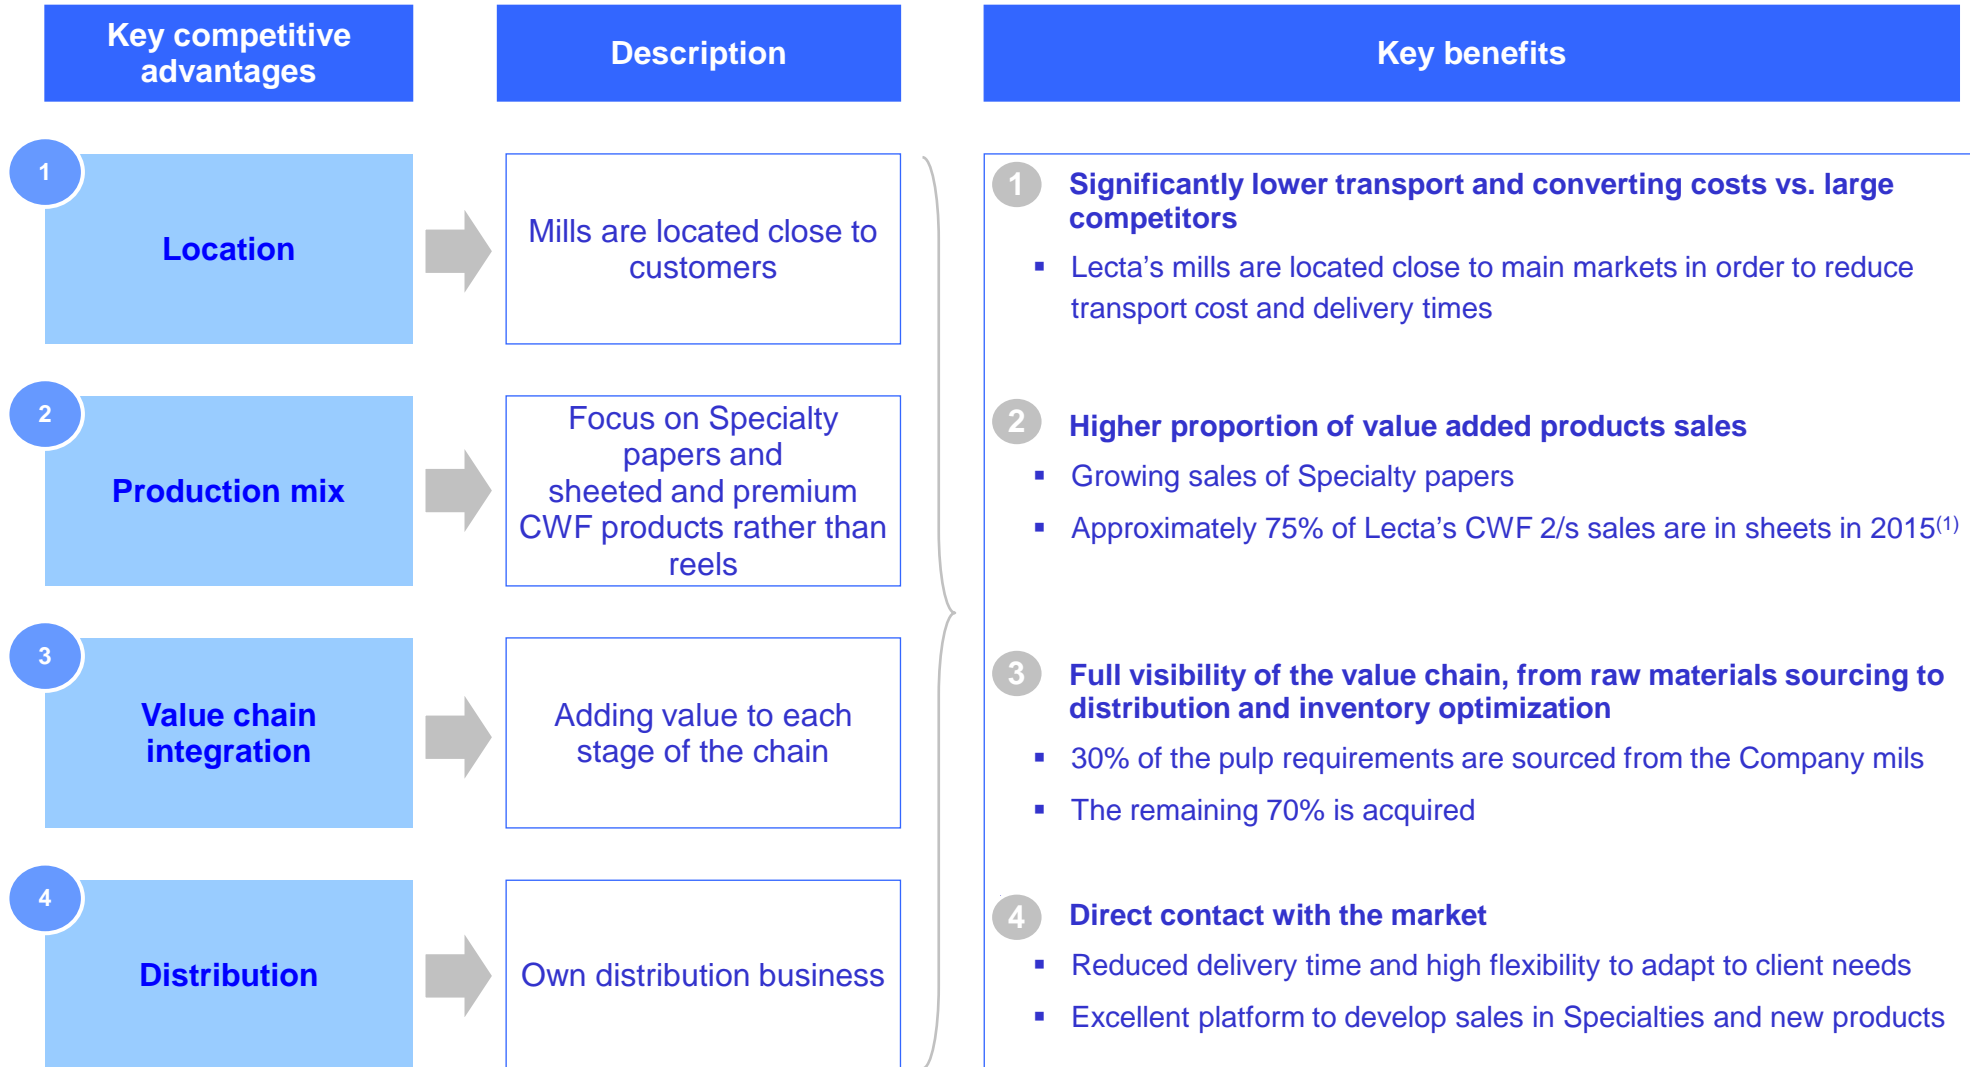 Key competitive
advantages
Description
Key benefits
1
Location
Mills are located close to
customers
1
Significantly lower transport and converting costs vs. large
competitors
▪ Lecta’s mills are located close to main markets in order to reduce
transport cost and delivery times
2
Production mix
Focus on Specialty
papers and
sheeted and premium
CWF products rather than
reels
2
Higher proportion of value added products sales
▪ Growing sales of Specialty papers
▪ Approximately 75% of Lecta’s CWF 2/s sales are in sheets in 2015(1)
3
Value chain
integration
Adding value to each
stage of the chain
3
Full visibility of the value chain, from raw materials sourcing to
distribution and inventory optimization
▪ 30% of the pulp requirements are sourced from the Company mils
▪ The remaining 70% is acquired
4
Distribution
Own distribution business
4
Direct contact with the market
▪ Reduced delivery time and high flexibility to adapt to client needs
▪ Excellent platform to develop sales in Specialties and new products